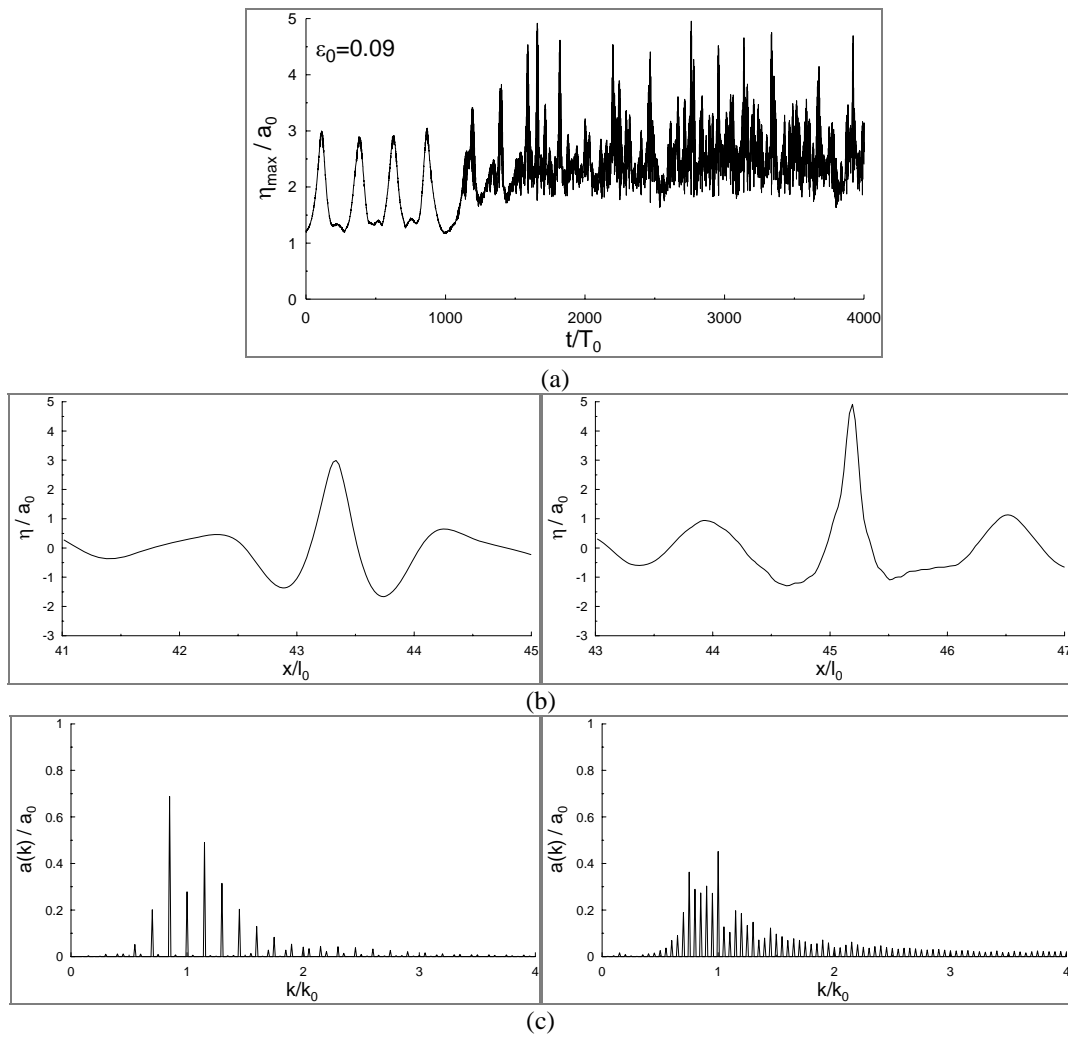 5
4
3
2
1
0
ε₀=0.09
η_max / a₀
0 1000 2000 3000 4000
t/T₀
(a)
5
4
3
2
1
0
-1
-2
-3
η / a₀
41 42 43 44 45
x/l₀
5
4
3
2
1
0
-1
-2
-3
η / a₀
43 44 45 46 47
x/l₀
(b)
1
0.8
0.6
0.4
0.2
0
a(k) / a₀
0 1 2 3 4
k/k₀
1
0.8
0.6
0.4
0.2
0
a(k) / a₀
0 1 2 3 4
k/k₀
(c)